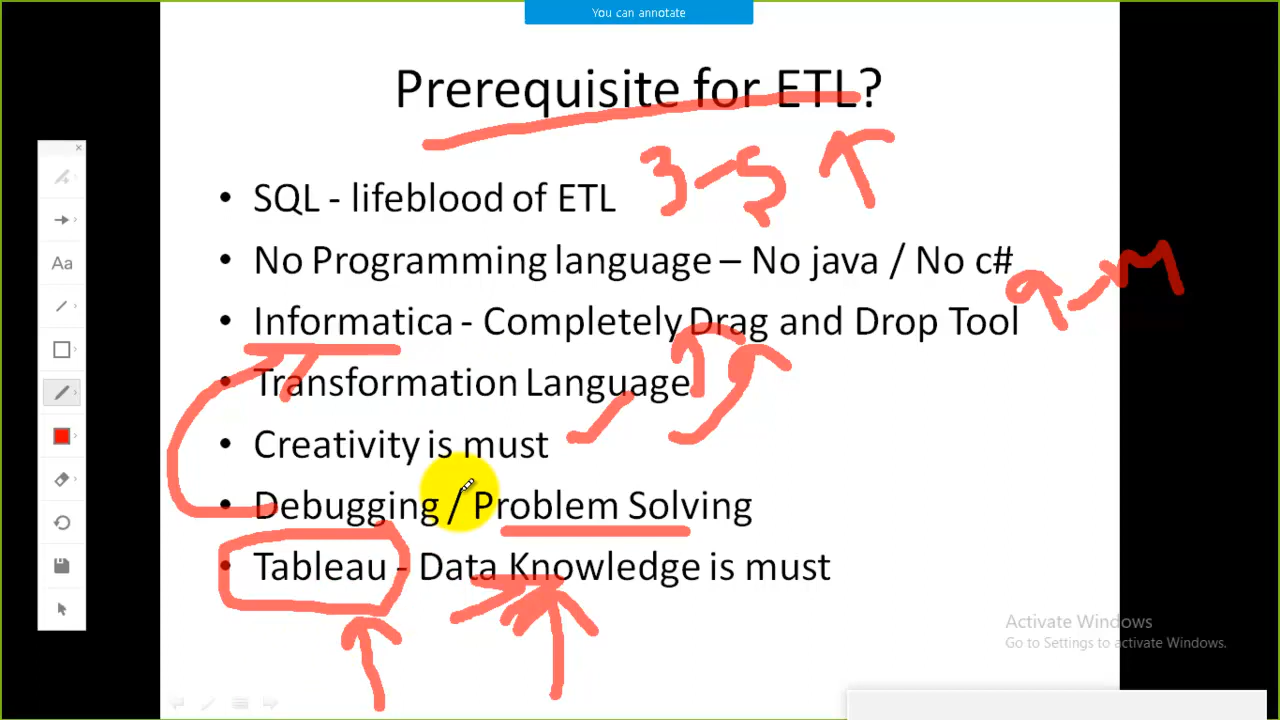 You can annotate
Prerequisite for ETL?
3-5
• SQL - lifeblood of ETL
• No Programming language – No java / No c#
• Informatica - Completely Drag and Drop Tool
• Transformation Language
• Creativity is must
• Debugging / Problem Solving
• Tableau - Data Knowledge is must
Aa
Activate Windows
Go to Settings to activate Windows.